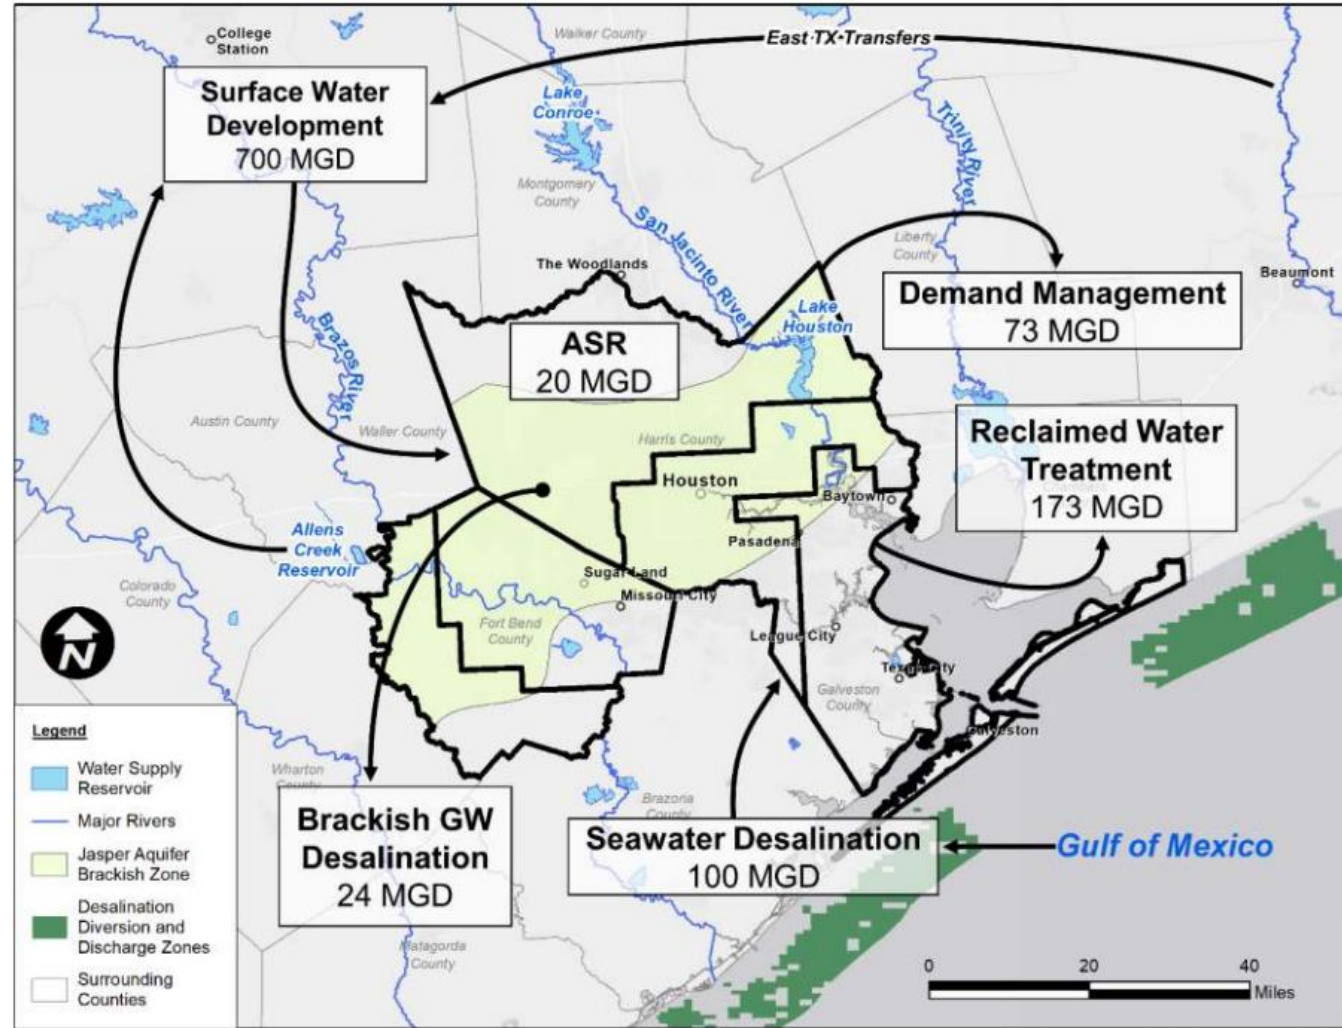 College
Station
Walker County
East TX Transfers
Surface Water
Development
700 MGD
Lake
Conroe
Trinity River
Montgomery
County
San Jacinto River
Liberty
County
The Woodlands
Beaumont
Demand Management
73 MGD
Lake
Houston
ASR
20 MGD
Brazos River
Austin County
Waller County
Harris County
Reclaimed Water
Treatment
173 MGD
Houston
Baytown
Allens
Creek
Reservoir
Pasadena
Sugar Land
Missouri City
Colorado
County
Fort Bend
County
League City
Texas City
Galveston
County
N
Galveston
Legend
Water Supply
Reservoir
Major Rivers
Jasper Aquifer
Brackish Zone
Desalination
Diversion and
Discharge Zones
Surrounding
Counties
Wharton
County
Brackish GW
Desalination
24 MGD
Brazoria
County
Seawater Desalination
100 MGD
Gulf of Mexico
Matagorda
County
0 20 40
Miles